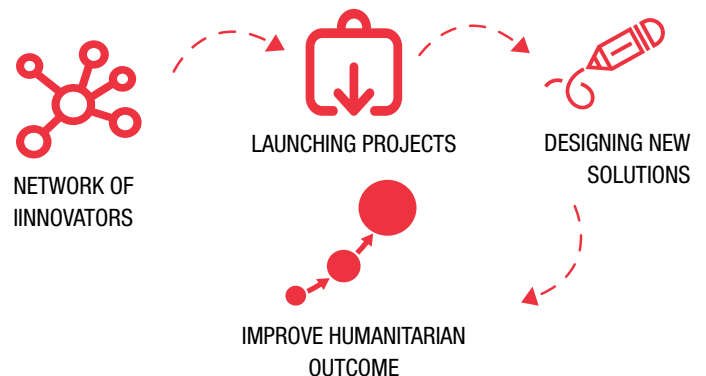 NETWORK OF
IINNOVATORS
LAUNCHING PROJECTS
DESIGNING NEW
SOLUTIONS
IMPROVE HUMANITARIAN
OUTCOME